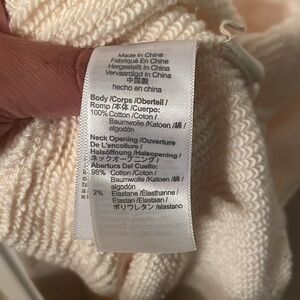 Made In China
Fabriqué En Chine
Hergestellt In China
Vervaardigd In China
中国製
hecho en china
Body /Corps /Oberteil /
Romp /本体 /Cuerpo:
100% Cotton /Coton /
Baumwolle /Katoen /綿 /
algodón
Neck Opening /Ouverture
De L'encolure /
Halsöffnung /Halsopening /
ネックオープニング /
Abertura Del Cuello:
98% Cotton /Coton /
Baumwolle /Katoen /綿 /
algodón
2% Elastane /Élasthanne /
Elastan /Elastaan /
ポリウレタン /elastano